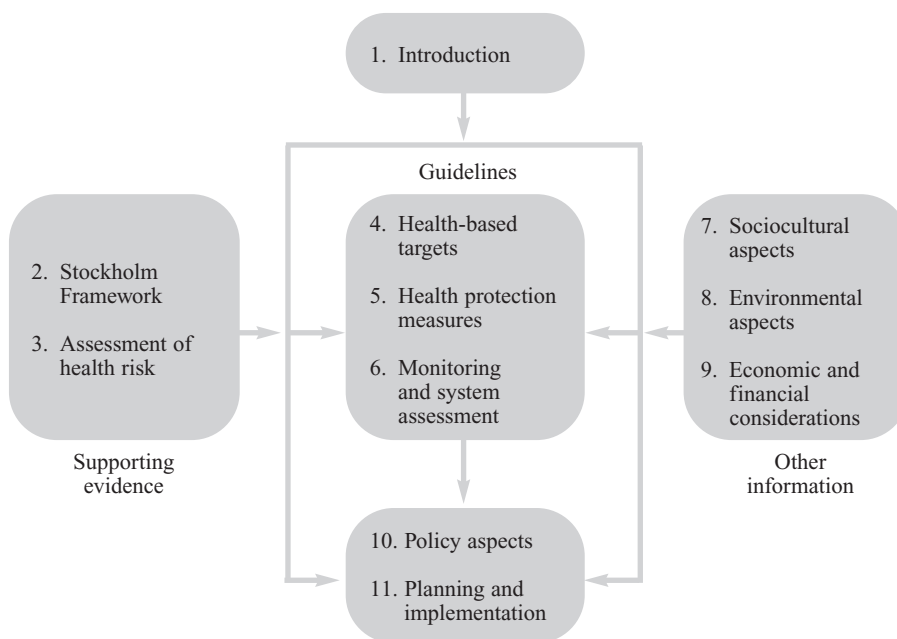 1. Introduction
Guidelines
2. Stockholm
Framework
3. Assessment of
health risk
Supporting
evidence
4. Health-based
targets
5. Health protection
measures
6. Monitoring
and system
assessment
7. Sociocultural
aspects
8. Environmental
aspects
9. Economic and
financial
considerations
Other
information
10. Policy aspects
11. Planning and
implementation